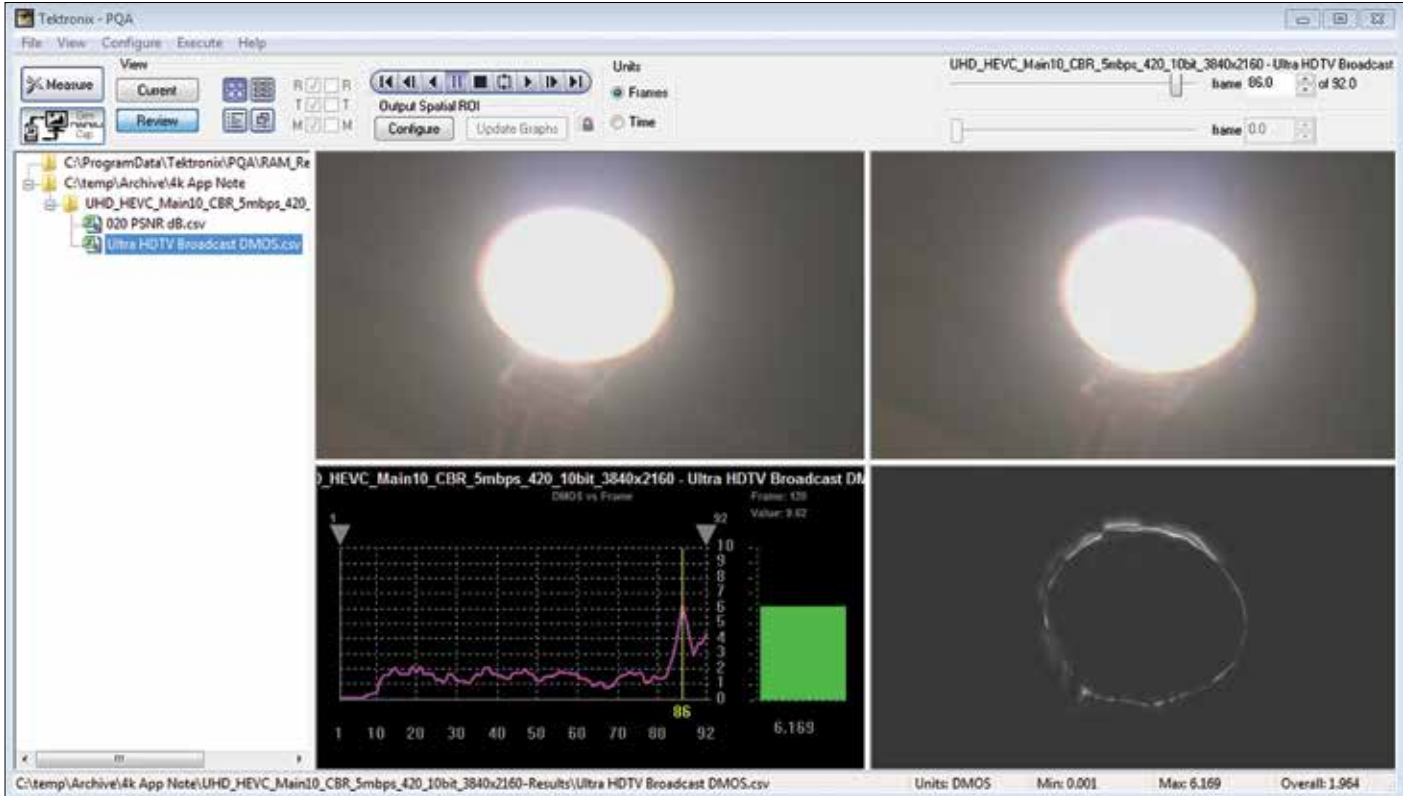 Tektronix - PQA
File View Configure Execute Help
Measure
View
Current
Review
R R
T T
M M
Output Spatial ROI
Configure
Update Graphs
Units
Frames
Time
UHD_HEVC_Main10_CBR_5mbps_420_10bit_3840x2160 - Ultra HDTV Broadcast
frame 86.0 of 92.0
frame 0.0
C:\ProgramData\Tektronix\PQA\RAM_Re
C:\temp\Archive\4k App Note
UHD_HEVC_Main10_CBR_5mbps_420_
020 PSNR dB.csv
Ultra HDTV Broadcast DMOS.csv
)_HEVC_Main10_CBR_5mbps_420_10bit_3840x2160 - Ultra HDTV Broadcast DM
DMOS vs Frame
Frame: 120
Value: 9.62
1
92
10
9
8
7
6
5
4
3
2
1
0
86
1 10 20 30 40 50 60 70 80 92
6.169
C:\temp\Archive\4k App Note\UHD_HEVC_Main10_CBR_5mbps_420_10bit_3840x2160-Results\Ultra HDTV Broadcast DMOS.csv
Units: DMOS Min: 0.001 Max: 6.169 Overall: 1.964